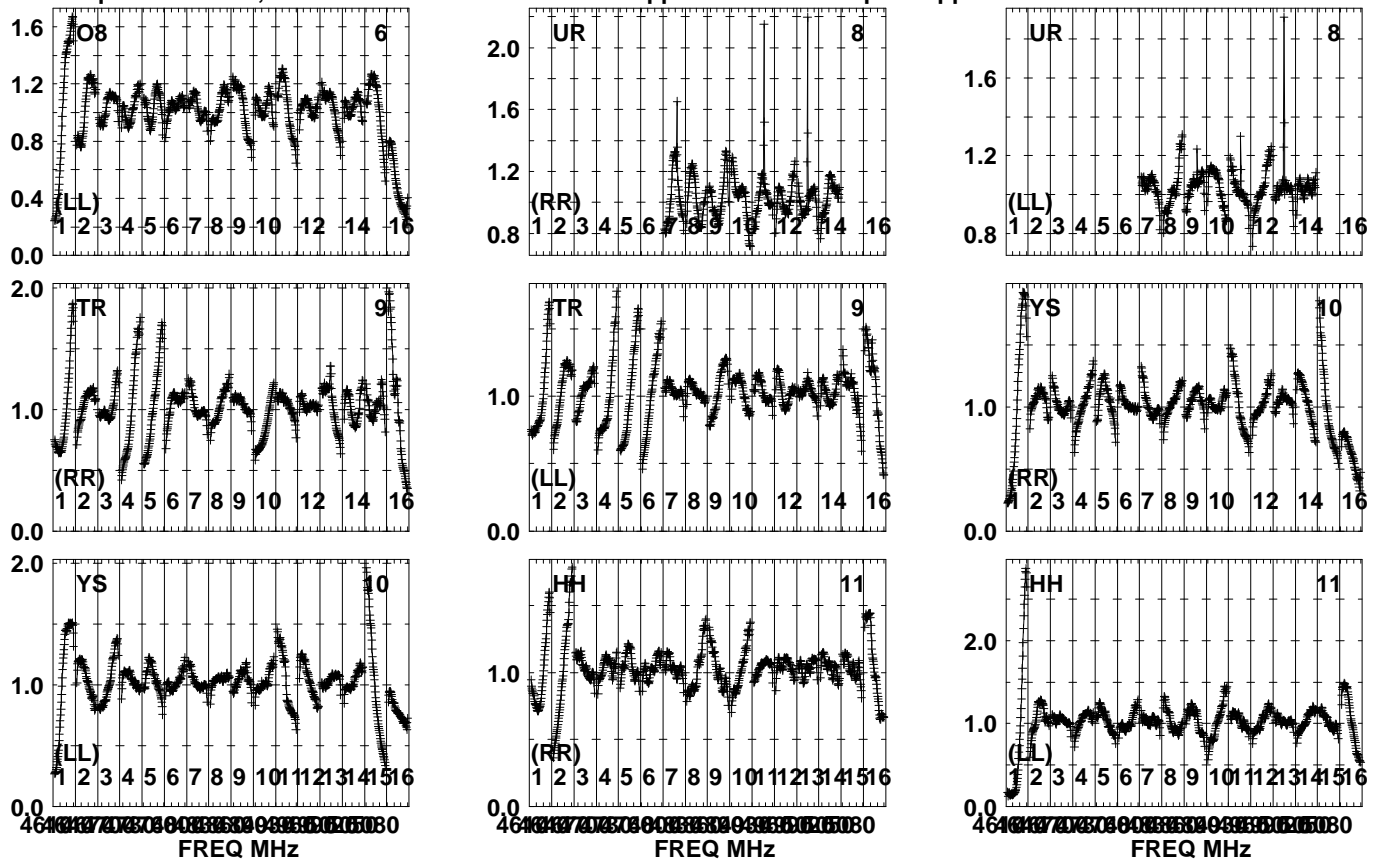 1.6
1.2
0.8
0.4
0.0
O8 6
(LL)
1 2 3 4 5 6 7 8 9 10 12 14 16
2.0
1.6
1.2
0.8
UR 8
(RR)
1 2 3 4 5 6 7 8 9 10 12 14 16
1.6
1.2
0.8
UR 8
(LL)
1 2 3 4 5 6 7 8 9 10 12 14 16
2.0
1.0
0.0
TR 9
(RR)
1 2 3 4 5 6 7 8 9 10 12 14 16
1.0
0.0
TR 9
(LL)
1 2 3 4 5 6 7 8 9 10 12 14 16
1.0
0.0
YS 10
(RR)
1 2 3 4 5 6 7 8 9 10 12 14 16
2.0
1.0
0.0
YS 10
(LL)
1 2 3 4 5 6 7 8 9 10 11 12 13 14 15 16
FREQ MHz
1.0
0.0
HH 11
(RR)
1 2 3 4 5 6 7 8 9 10 11 12 13 14 15 16
FREQ MHz
2.0
1.0
0.0
HH 11
(LL)
1 2 3 4 5 6 7 8 9 10 11 12 13 14 15 16
FREQ MHz